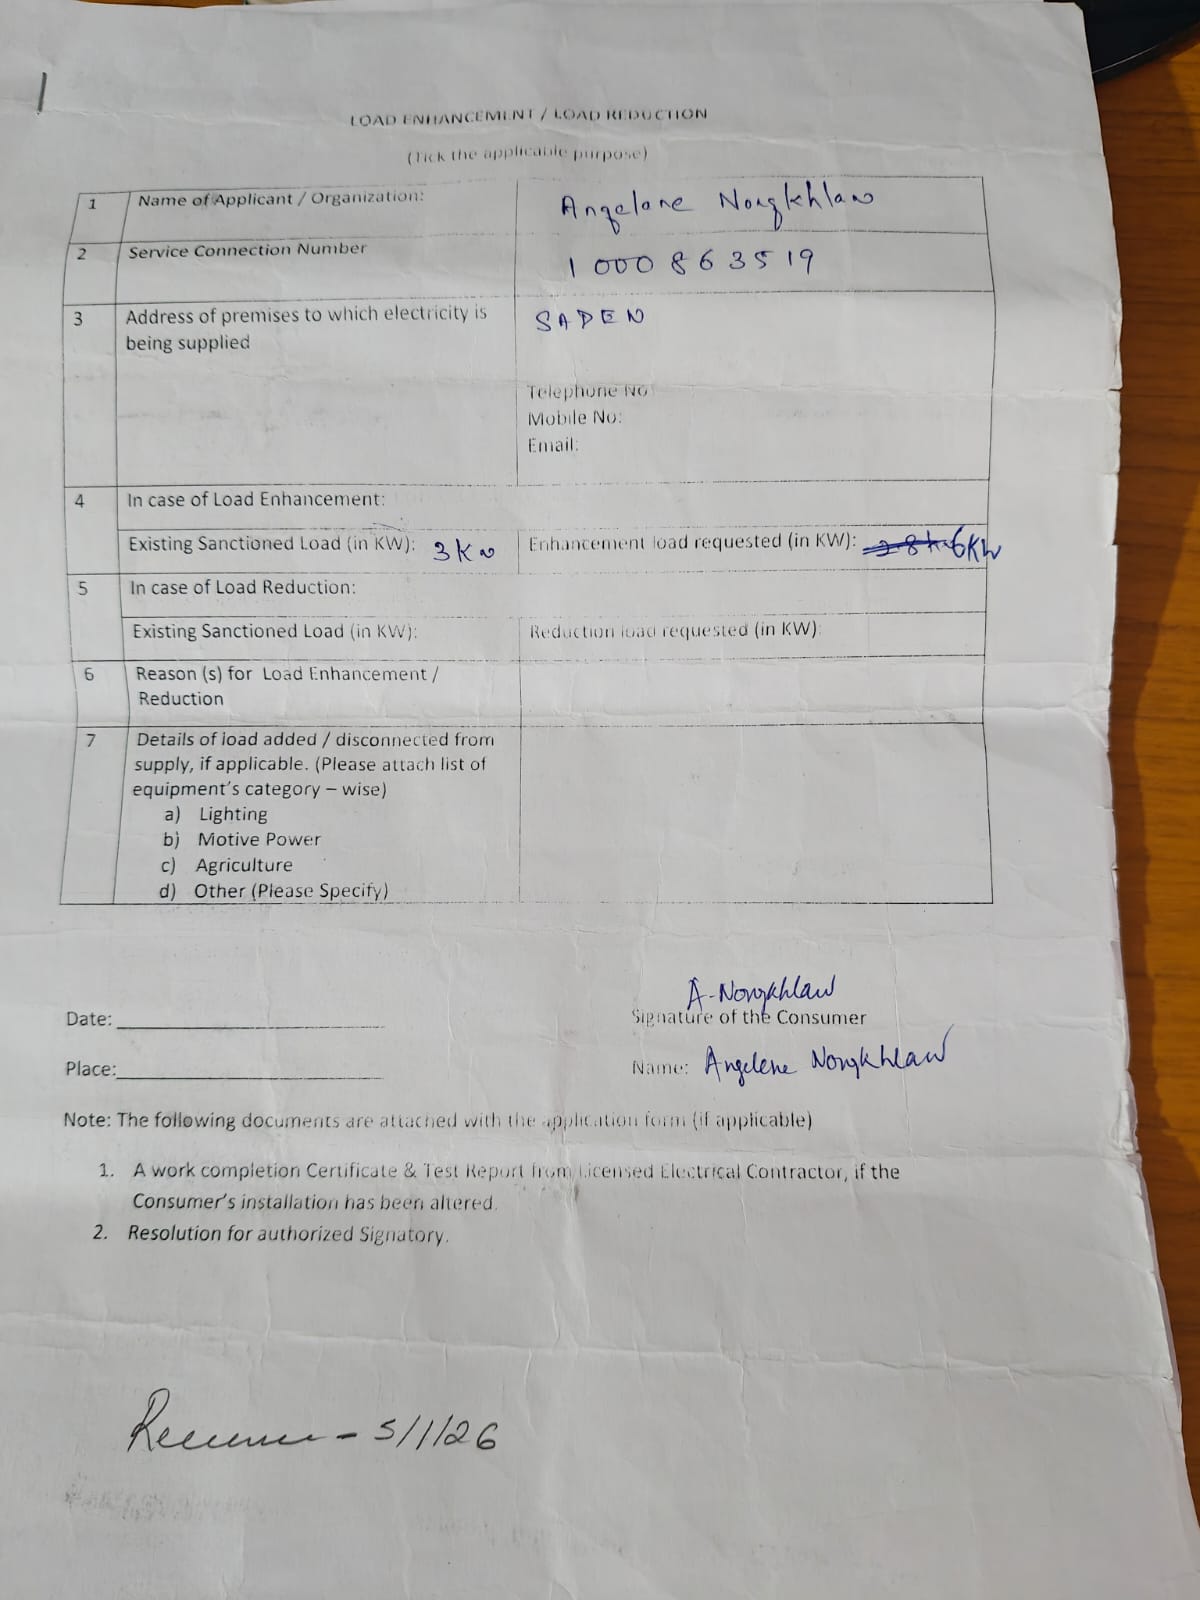 LOAD ENHANCEMENT / LOAD REDUCTION
(Tick the applicable purpose)
1 Name of Applicant / Organization: Angelane Nongkhlaw
2 Service Connection Number 1000863519
3 Address of premises to which electricity is being supplied SADEN
Telephone No
Mobile No:
Email:
4 In case of Load Enhancement:
Existing Sanctioned Load (in KW): 3 KW Enhancement load requested (in KW): 6KW
5 In case of Load Reduction:
Existing Sanctioned Load (in KW): Reduction load requested (in KW):
6 Reason (s) for Load Enhancement /
Reduction
7 Details of load added / disconnected from
supply, if applicable. (Please attach list of
equipment's category – wise)
a) Lighting
b) Motive Power
c) Agriculture
d) Other (Please Specify)
A-Nongkhlaw
Date: Signature of the Consumer
Place: Name: Angelene Nongkhlaw
Note: The following documents are attached with the application form (if applicable)
1. A work completion Certificate & Test Report from Licensed Electrical Contractor, if the
Consumer's installation has been altered.
2. Resolution for authorized Signatory.
5/1/26